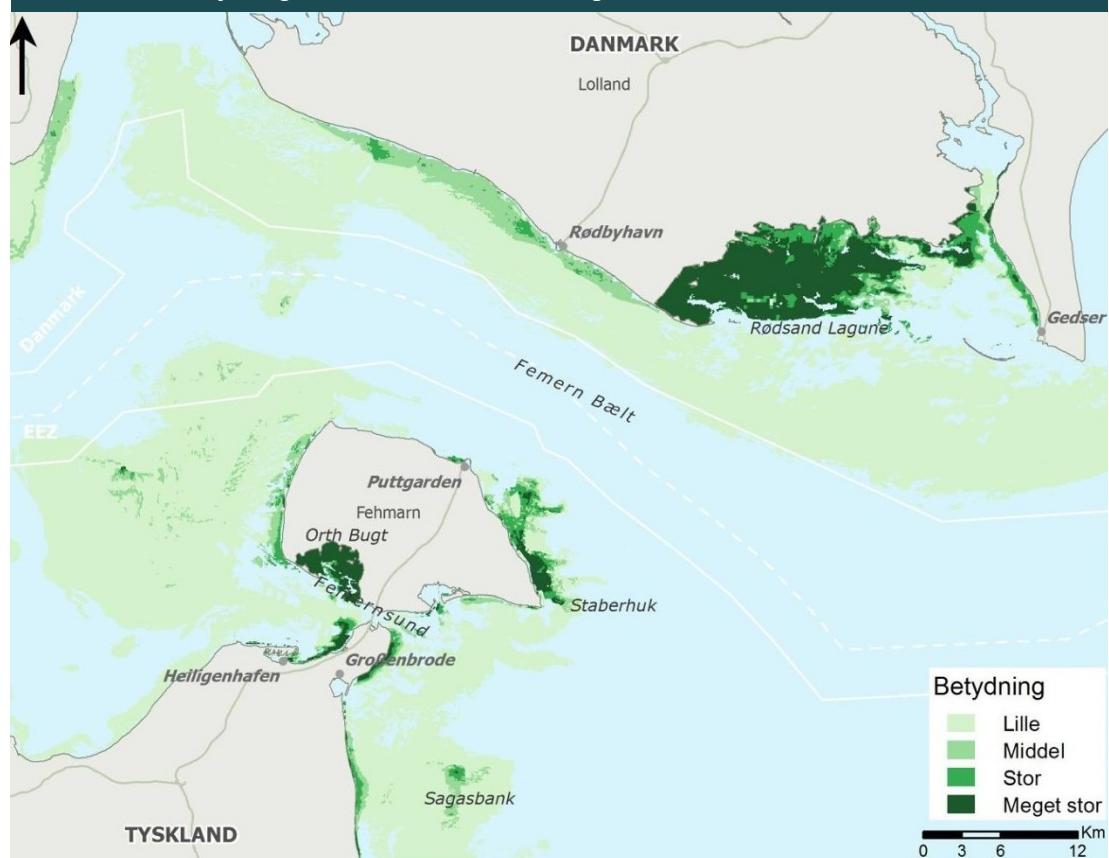 DANMARK
Lolland
Rødbyhavn
Rødsand Lagune
Gedser
Danmark
Femern Bælt
EEZ
Puttgarden
Fehmarn
Orth Bugt
Femernsund
Staberhuk
Großenbrode
Heiligenhafen
Sagasbank
TYSKLAND
Betydning
Lille
Middel
Stor
Meget stor
Km
0 3 6 12